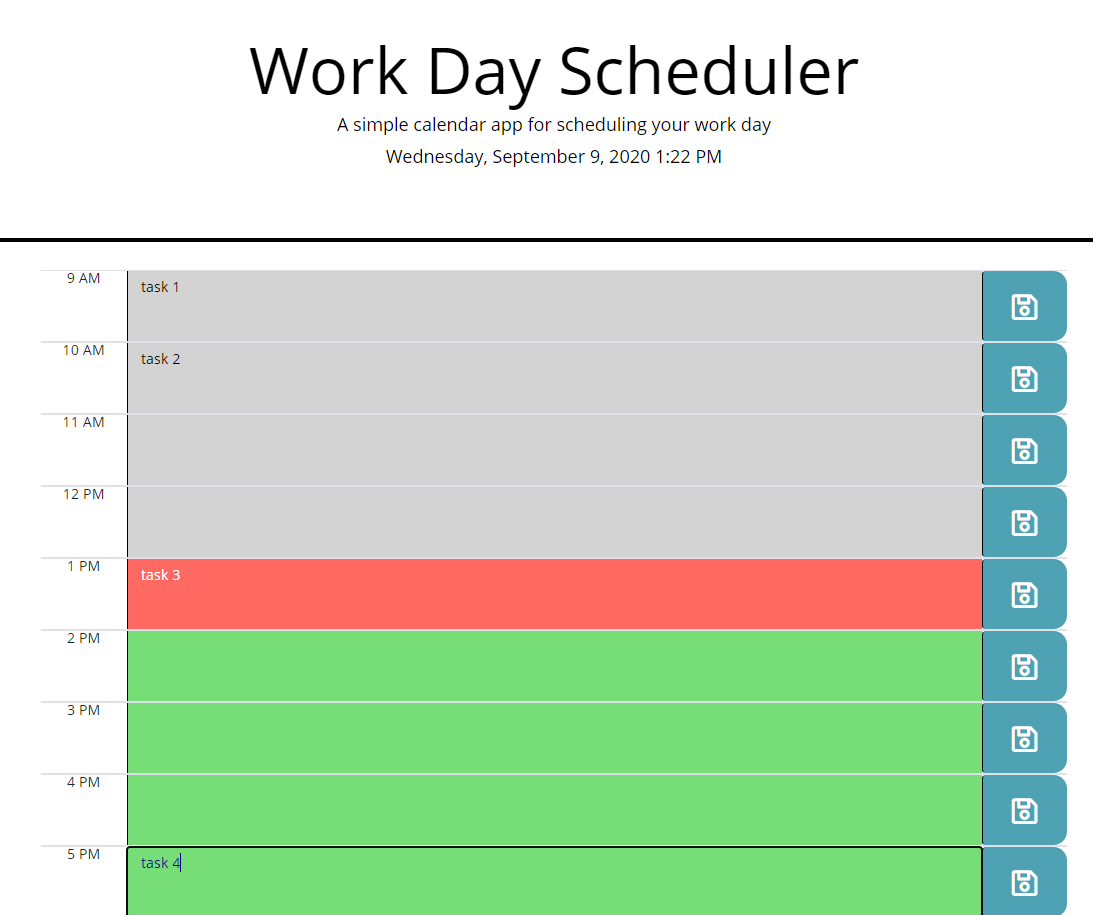 Work Day Scheduler
A simple calendar app for scheduling your work day
Wednesday, September 9, 2020 1:22 PM
9 AM
task 1
10 AM
task 2
11 AM
12 PM
1 PM
task 3
2 PM
3 PM
4 PM
5 PM
task 4